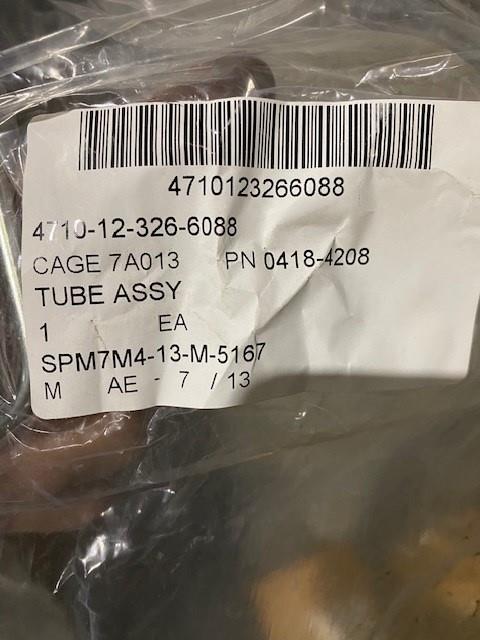 4710123266088
4710-12-326-6088
CAGE 7A013 PN 0418-4208
TUBE ASSY
1 EA
SPM7M4-13-M-5167
M AE - 7 / 13